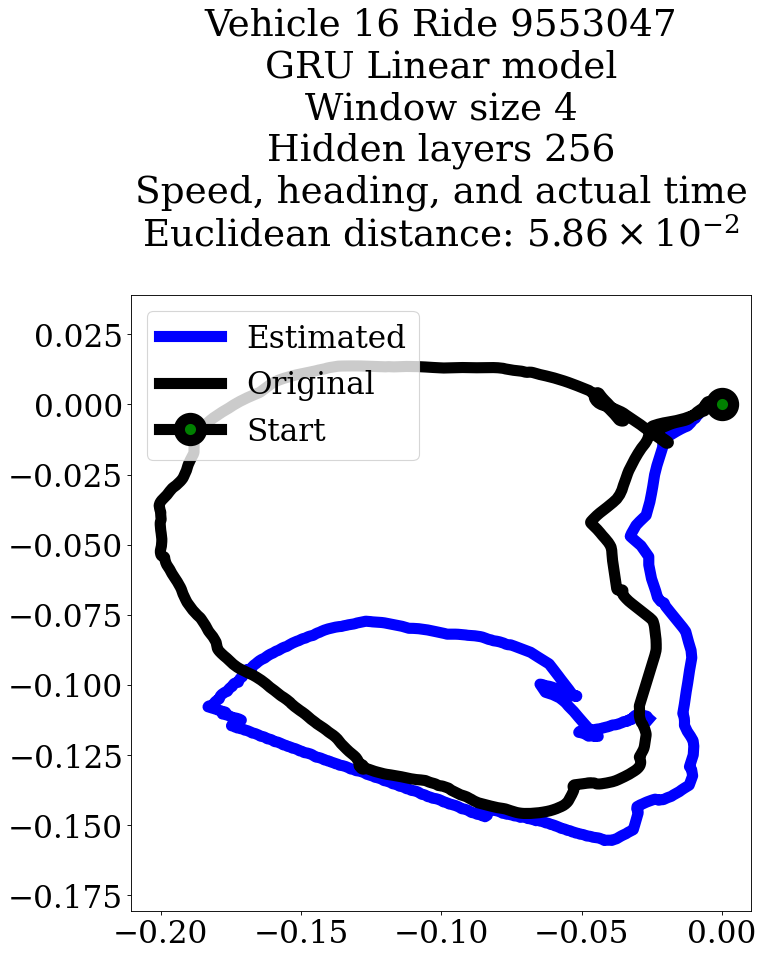 Vehicle 16 Ride 9553047
GRU Linear model
Window size 4
Hidden layers 256
Speed, heading, and actual time
Euclidean distance: 5.86 × 10⁻²
Estimated
Original
Start
0.025
0.000
−0.025
−0.050
−0.075
−0.100
−0.125
−0.150
−0.175
−0.20 −0.15 −0.10 −0.05 0.00